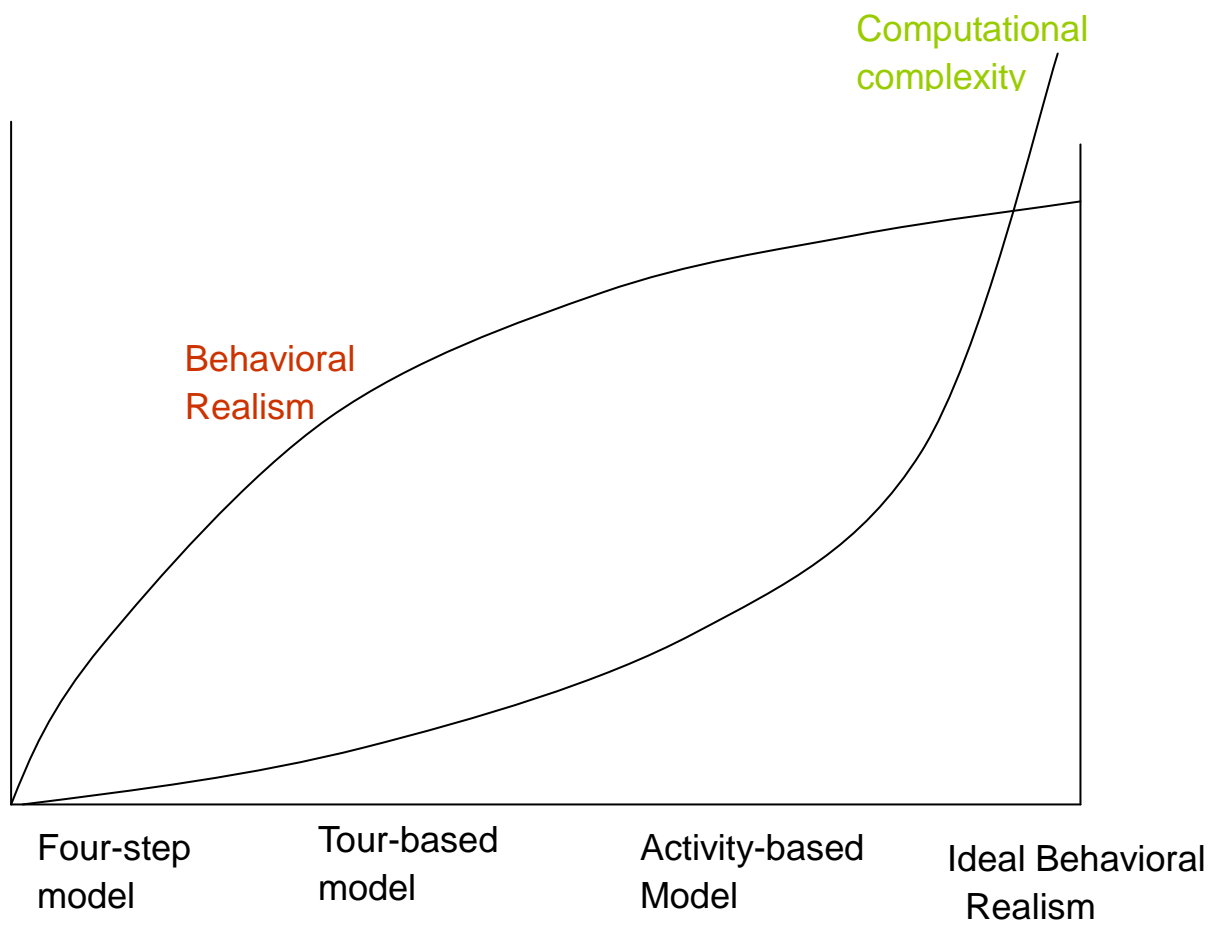 Computational
complexity
Behavioral
Realism
Four-step
model
Tour-based
model
Activity-based
Model
Ideal Behavioral
Realism